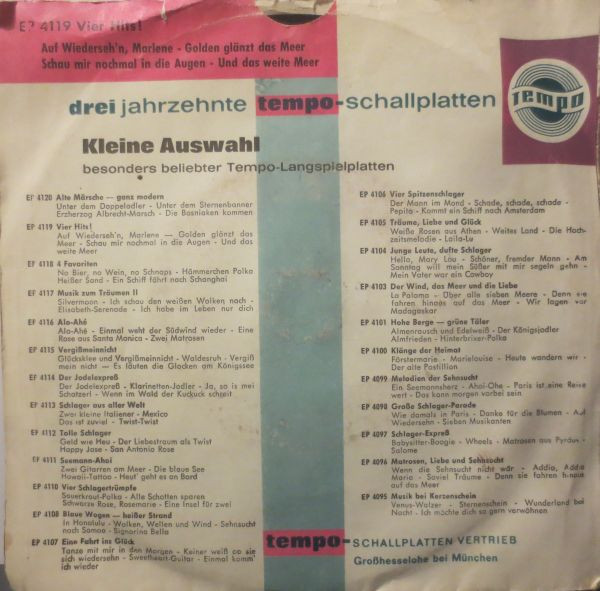 EP 4119 Vier Hits!
Auf Wiederseh'n, Marlene - Golden glänzt das Meer
Schau mir nochmal in die Augen - Und das weite Meer
drei jahrzehnte tempo-schallplatten
TEMPO
Kleine Auswahl
besonders beliebter Tempo-Langspielplatten
EP 4120 Alte Märsche — ganz modern
Unter dem Doppeladler - Unter dem Sternenbanner
Erzherzog Albrecht-Marsch - Die Bosniaken kommen
EP 4119 Vier Hits!
Auf Wiederseh'n, Marlene — Golden glänzt das
Meer - Schau mir nochmal in die Augen - Und das
weite Meer
EP 4118 4 Favoriten
No Bier, no Wein, no Schnaps - Hämmerchen Polka
Heißer Sand - Ein Schiff fährt nach Schanghai
EP 4117 Musik zum Träumen II
Silvermoon - Ich schau den weißen Wolken nach -
Elisabeth-Serenade - Ich habe im Leben nur dich
EP 4116 Alo-Ahé
Alo-Ahé - Einmal weht der Südwind wieder - Eine
Rose aus Santa Monica - Zwei Matrosen
EP 4115 Vergißmeinnicht
Glücksklee und Vergißmeinnicht - Waldesruh - Vergiß
mein nicht — Es läuten die Glocken am Königssee
EP 4114 Der Jodelexpreß
Der Jodelexpreß - Klarinetten-Jodler - Ja, so is mei
Schatzerl - Wenn im Wald der Kuckuck schreit
EP 4113 Schlager aus aller Welt
Zwei kleine Italiener - Mexico
Das ist zuviel - Twist-Twist
EP 4112 Tolle Schlager
Geld wie Heu - Der Liebestraum als Twist
Happy Jose - San Antonio Rose
EP 4111 Seemann-Ahoi
Zwei Gitarren am Meer - Die blaue See
Hawaii-Tattoo - Heut' geht es an Bord
EP 4110 Vier Schlagertrümpfe
Sauerkraut-Polka - Alle Schotten sparen
Schwarze Rose, Rosemarie - Eine Insel für zwei
EP 4108 Blaue Wogen — heißer Strand
In Honolulu - Wolken, Wellen und Wind - Sehnsucht
nach Samoa - Signorina Bella
EP 4107 Eine Fahrt ins Glück
Tanze mit mir in den Morgen - Keiner weiß so wie
sich wiedersehn - Sweetheart-Guitar - Einmal komm'
ich wieder
EP 4106 Vier Spitzenschlager
Der Mann im Mond - Schade, schade, schade -
Pepito - Kommt ein Schiff nach Amsterdam
EP 4105 Träume, Liebe und Glück
Weiße Rosen aus Athen - Weites Land - Die Hoch-
zeitsmelodie - Laila-Lu
EP 4104 Junge Leute, dufte Schlager
Hello, Mary Lou - Schöner, fremder Mann - Am
Sonntag will mein Süßer mit mir segeln gehn -
Mein Vater war ein Cowboy
EP 4103 Der Wind, das Meer und die Liebe
La Paloma - Über alle sieben Meere - Denn sie
fahren hinaus auf das Meer - Wir lagen vor
Madagaskar
EP 4101 Hohe Berge — grüne Täler
Almenrausch und Edelweiß - Der Königsjodler
Almfrieden - Hinterbrixer-Polka
EP 4100 Klänge der Heimat
Förstermarie - Marielouise - Heute wandern wir -
Der alte Postillion
EP 4099 Melodien der Sehnsucht
Ein Seemannsherz - Ahoi-Ohe - Paris ist eine Reise
wert - Das kann morgen vorbei sein
EP 4098 Große Schlager-Parade
Wie damals in Paris - Danke für die Blumen - Auf
Wiedersehn - Sieben Musikanten
EP 4097 Schlager-Expreß
Babysitter-Boogie - Wheels - Matrosen aus Pyräus -
Salome
EP 4096 Matrosen, Liebe und Sehnsucht
Wenn die Sehnsucht nicht wär - Addio, Addio
Maria - Soviel Träume - Denn sie fahren hinaus
auf das Meer
EP 4095 Musik bei Kerzenschein
Venus-Walzer - Sternenschein - Wunderland bei
Nacht - Ich möchte dich so gern verwöhnen
tempo-SCHALLPLATTEN VERTRIEB
Großhesselohe bei München